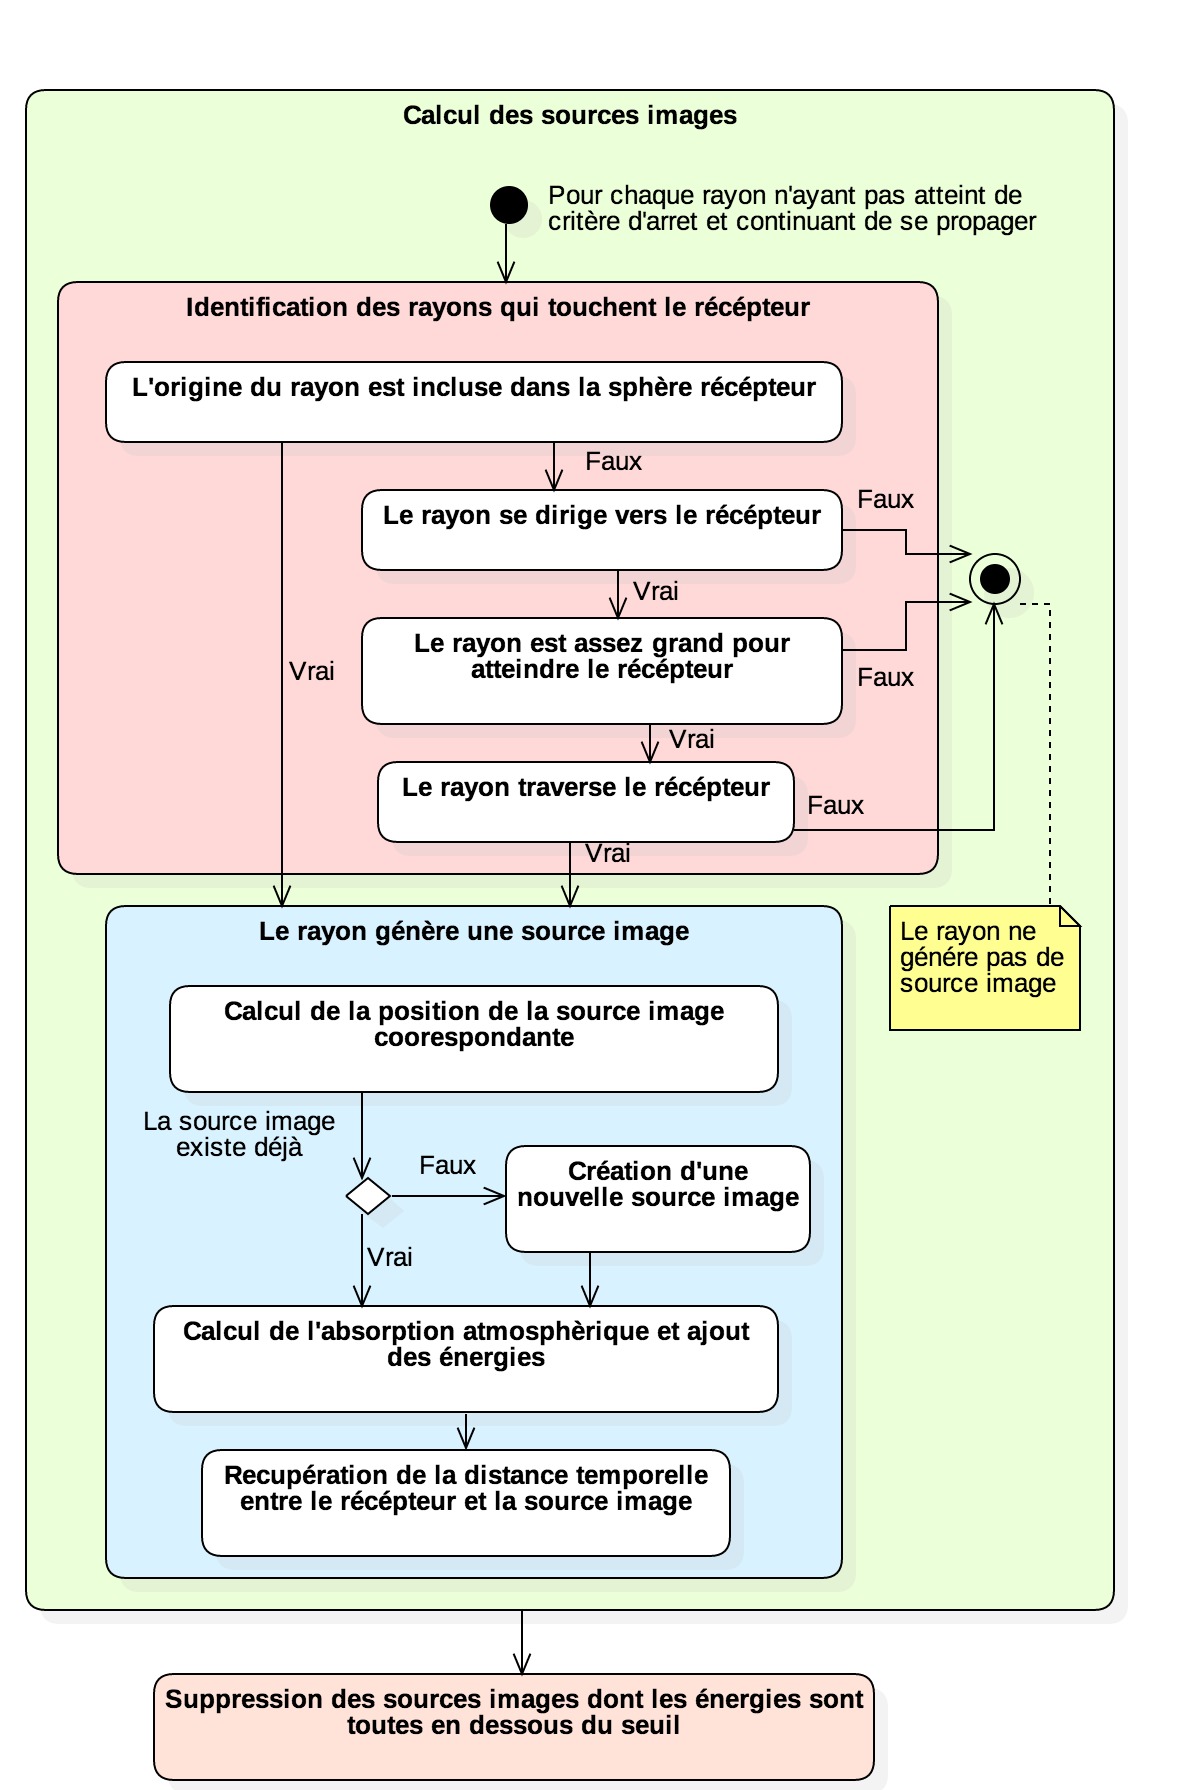 Calcul des sources images
Pour chaque rayon n'ayant pas atteint de
critère d'arret et continuant de se propager
Identification des rayons qui touchent le récépteur
L'origine du rayon est incluse dans la sphère récépteur
Faux
Le rayon se dirige vers le récépteur
Faux
Vrai
Le rayon est assez grand pour
atteindre le récépteur
Faux
Vrai
Vrai
Le rayon traverse le récépteur
Faux
Vrai
Le rayon génère une source image
Le rayon ne
génére pas de
source image
Calcul de la position de la source image
coorespondante
La source image
existe déjà
Faux
Création d'une
nouvelle source image
Vrai
Calcul de l'absorption atmosphèrique et ajout
des énergies
Recupération de la distance temporelle
entre le récépteur et la source image
Suppression des sources images dont les énergies sont
toutes en dessous du seuil